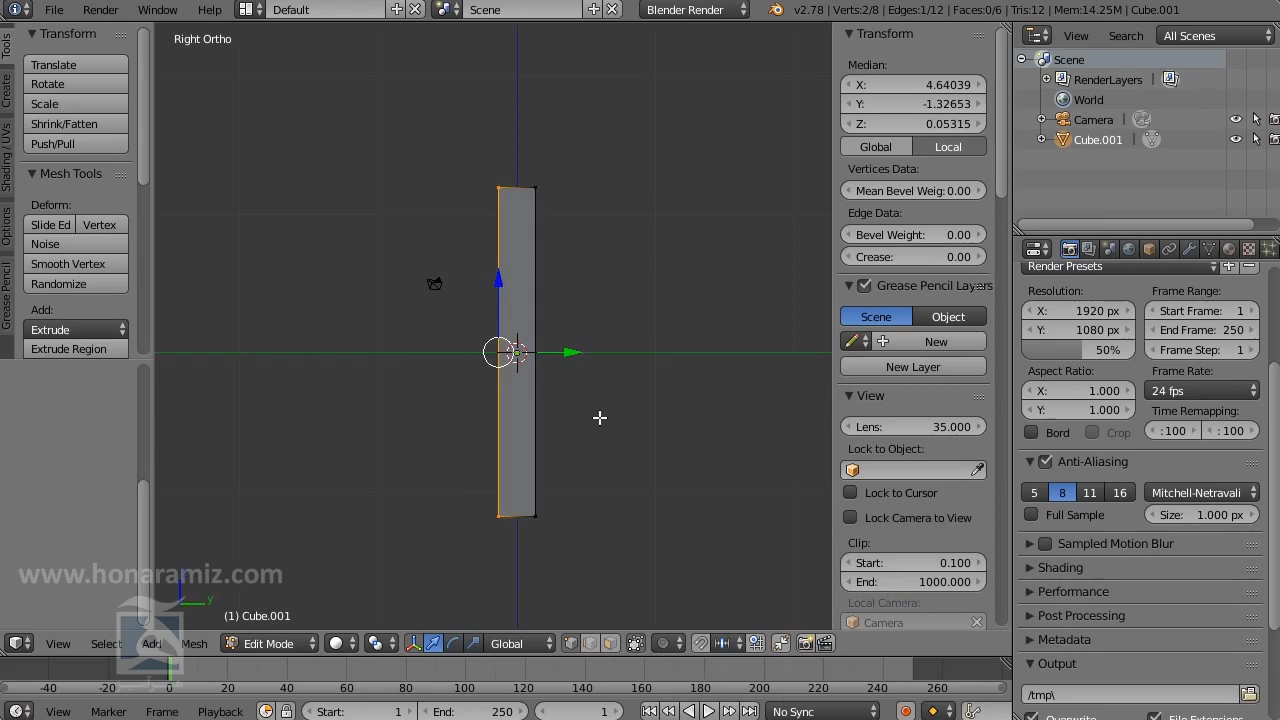 File Render Window Help Default Scene Blender Render v2.78 | Verts:2/8 | Edges:1/12 | Faces:0/6 | Tris:12 | Mem:14.25M | Cube.001
Tools
Create
Shading / UVs
Options
Grease Pencil
Transform
Translate
Rotate
Scale
Shrink/Fatten
Push/Pull
Mesh Tools
Deform:
Slide Ed Vertex
Noise
Smooth Vertex
Randomize
Add:
Extrude
Extrude Region
Right Ortho
y
(1) Cube.001
Transform
Median:
X: 4.64039
Y: -1.32653
Z: 0.05315
Global Local
Vertices Data:
Mean Bevel Weig: 0.00
Edge Data:
Bevel Weight: 0.00
Crease: 0.00
Grease Pencil Layers
Scene Object
New
New Layer
View
Lens: 35.000
Lock to Object:
Lock to Cursor
Lock Camera to View
Clip:
Start: 0.100
End: 1000.000
Local Camera:
Camera
View Search All Scenes
Scene
RenderLayers
World
Camera
Cube.001
Render Presets
Resolution: Frame Range:
X: 1920 px Start Frame: 1
Y: 1080 px End Frame: 250
50% Frame Step: 1
Aspect Ratio: Frame Rate:
X: 1.000 24 fps
Y: 1.000 Time Remapping:
Bord Crop : 100 : 100
Anti-Aliasing
5 8 11 16 Mitchell-Netravali
Full Sample Size: 1.000 px
Sampled Motion Blur
Shading
Performance
Post Processing
Metadata
Output
/tmp\
Overwrite File Extensions
www.honaramiz.com
View Select Add Mesh Edit Mode Global
-40 -20 0 20 40 60 80 100 120 140 160 180 200 220 240 260
View Marker Frame Playback Start: 1 End: 250 1 No Sync